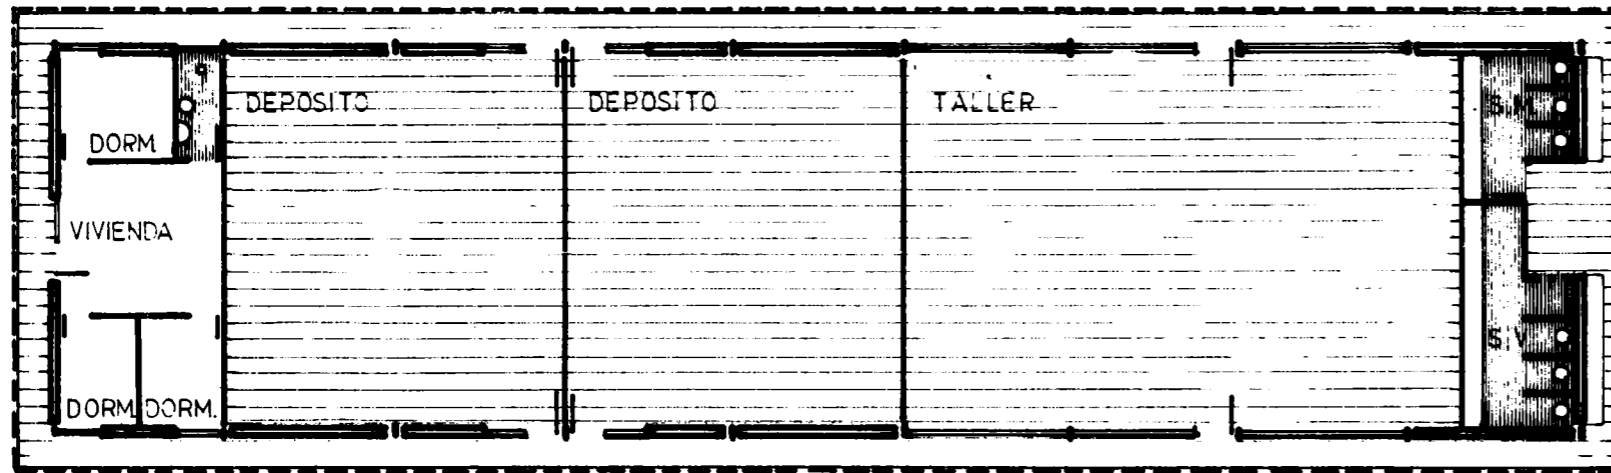 DEPOSITO
DEPOSITO
TALLER
S.M.
DORM.
VIVIENDA
S.V.
DORM. DORM.